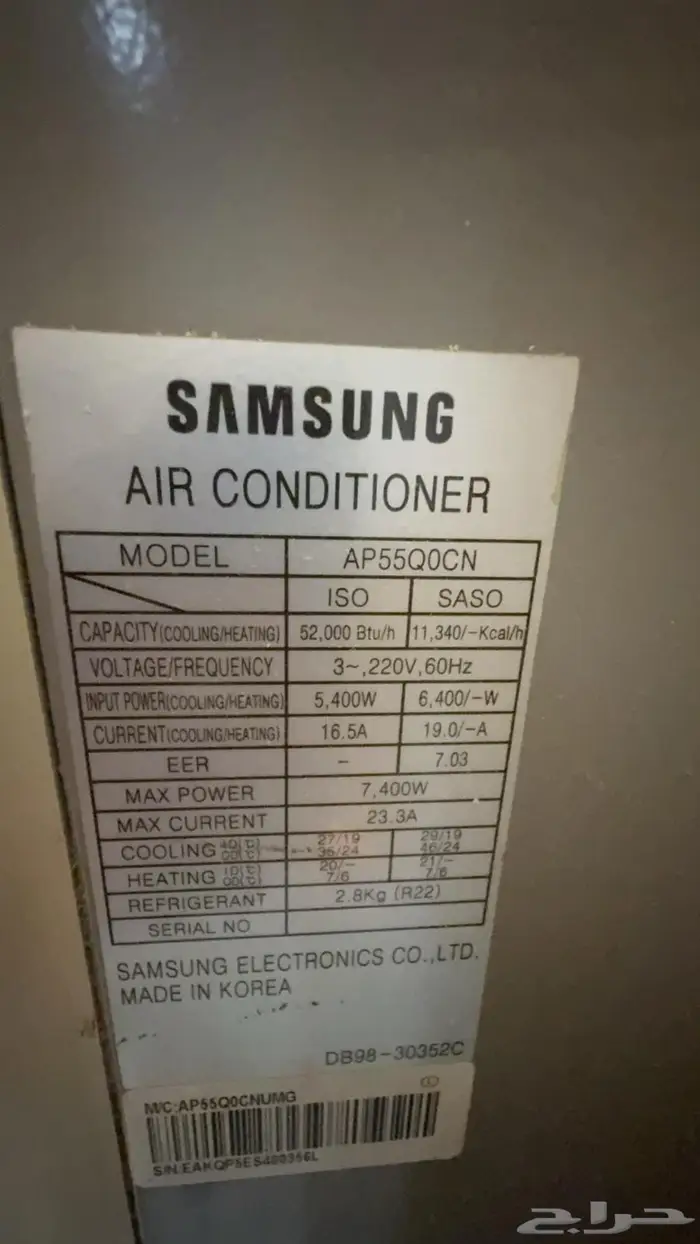 SAMSUNG
AIR CONDITIONER
MODEL AP55Q0CN
ISO SASO
CAPACITY(COOLING/HEATING) 52,000 Btu/h 11,340/-Kcal/h
VOLTAGE/FREQUENCY 3~,220V,60Hz
INPUT POWER(COOLING/HEATING) 5,400W 6,400/-W
CURRENT(COOLING/HEATING) 16.5A 19.0/-A
EER - 7.03
MAX POWER 7,400W
MAX CURRENT 23.3A
COOLING 27/19 29/19
OD(℃) 35/24 46/24
HEATING ID(℃) 20/- 21/-
OD(℃) 7/6 7/6
REFRIGERANT 2.8Kg (R22)
SERIAL NO
SAMSUNG ELECTRONICS CO.,LTD.
MADE IN KOREA
DB98-30352C
M/C:AP55Q0CNUMG
حراج